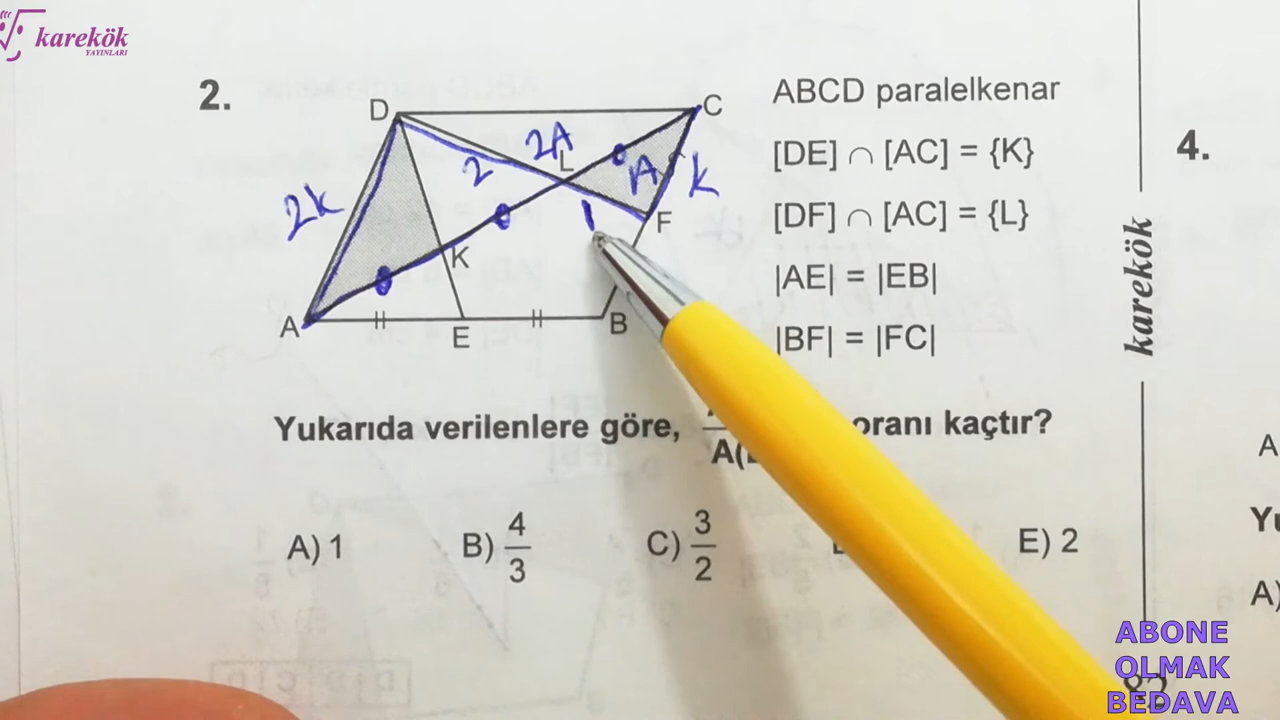 karekök
YAYINLARI
2.
D
C
2A
2
L
A
K
2K
1
F
K
A
E
B
ABCD paralelkenar
[DE] ∩ [AC] = {K}
[DF] ∩ [AC] = {L}
|AE| = |EB|
|BF| = |FC|
karekök
4.
Yukarıda verilenlere göre,
A(
oranı kaçtır?
A) 1
B) 4/3
C) 3/2
E) 2
A
A)
ABONE
OLMAK
BEDAVA